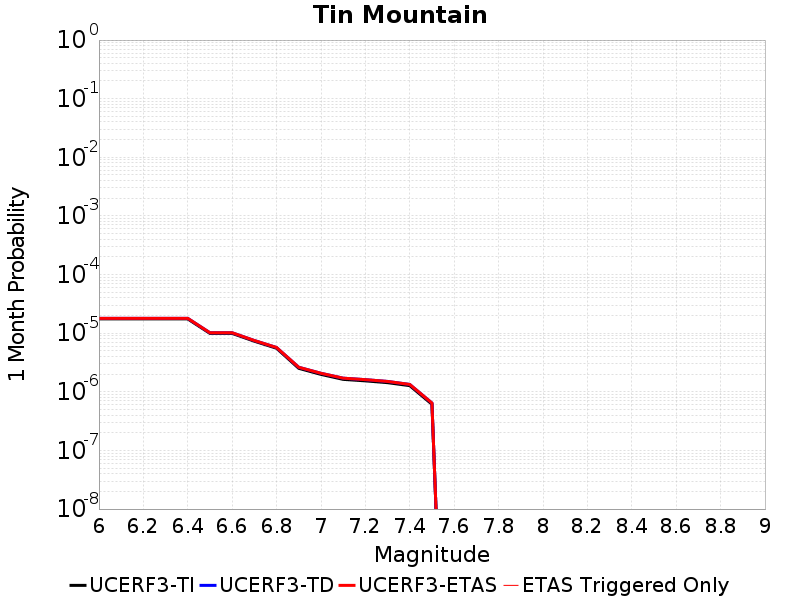 Tin Mountain
10^0
10^-1
10^-2
10^-3
10^-4
10^-5
10^-6
10^-7
10^-8
1 Month Probability
6 6.2 6.4 6.6 6.8 7 7.2 7.4 7.6 7.8 8 8.2 8.4 8.6 8.8 9
Magnitude
UCERF3-TI UCERF3-TD UCERF3-ETAS ETAS Triggered Only